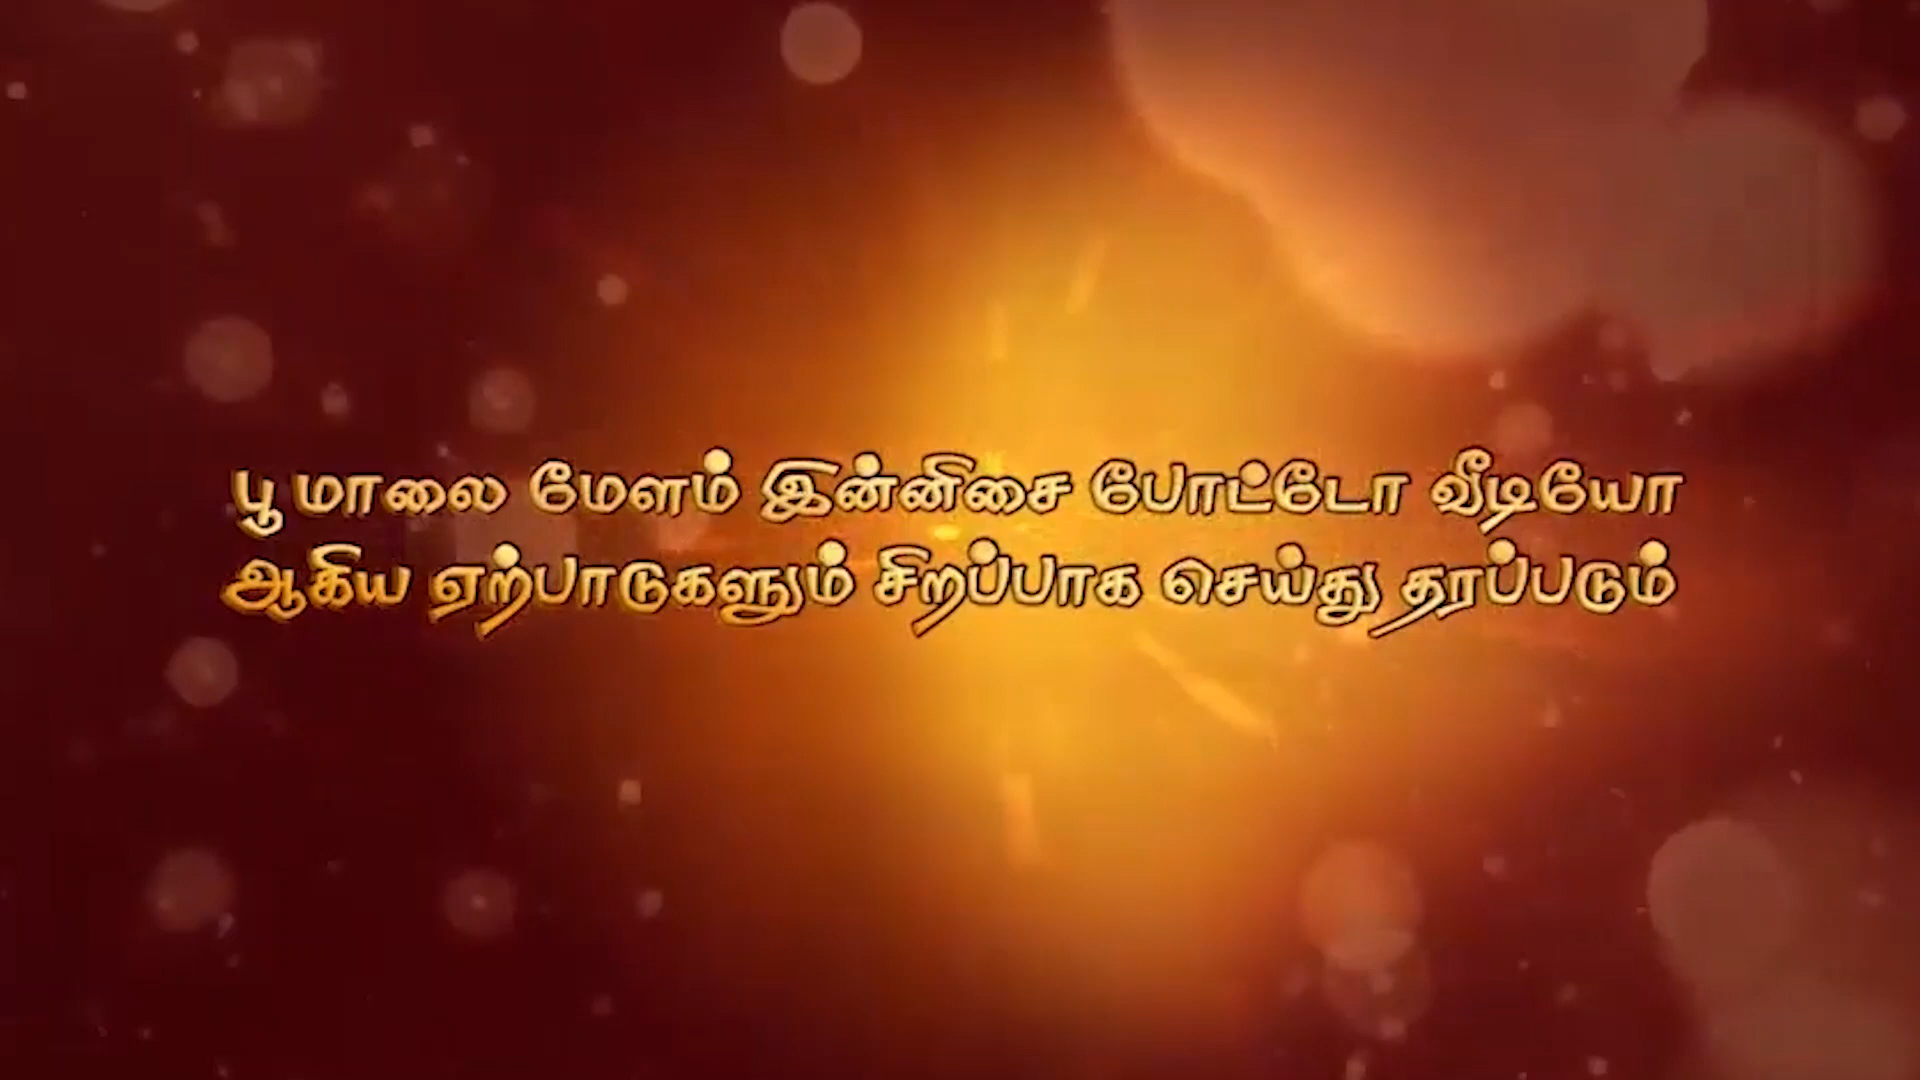 பூ மாலை மேளம் இன்னிசை போட்டோ வீடியோ
ஆகிய ஏற்பாடுகளும் சிறப்பாக செய்து தரப்படும்